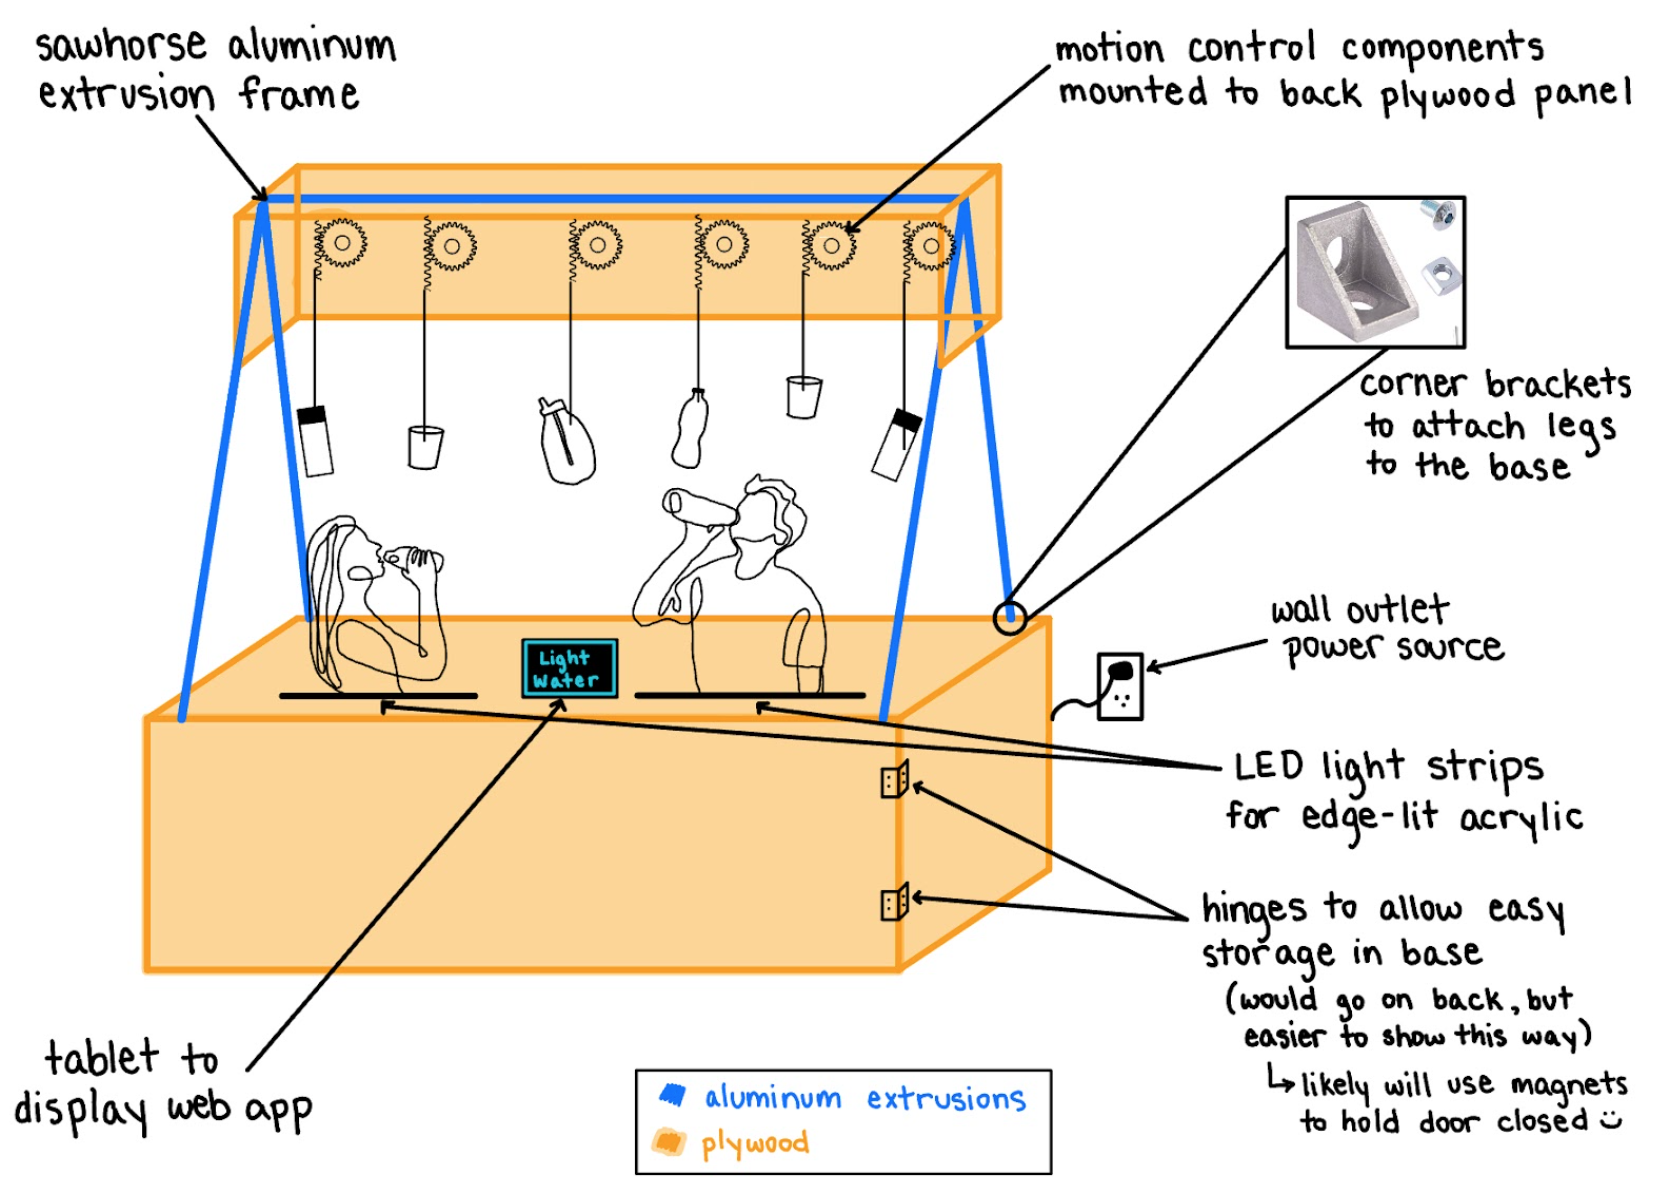 sawhorse aluminum
extrusion frame
motion control components
mounted to back plywood panel
corner brackets
to attach legs
to the base
wall outlet
power source
Light
Water
LED light strips
for edge-lit acrylic
hinges to allow easy
storage in base
(would go on back, but
easier to show this way)
↳ likely will use magnets
to hold door closed :)
tablet to
display web app
aluminum extrusions
plywood